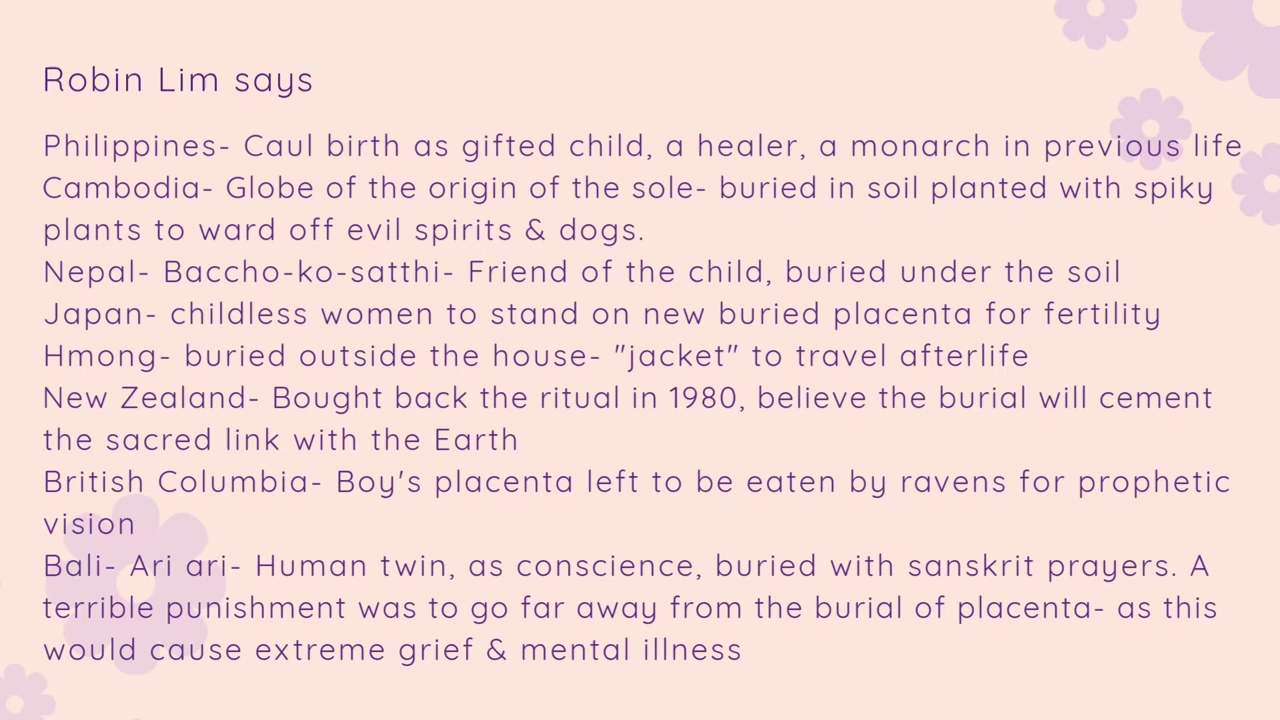 Robin Lim says
Philippines- Caul birth as gifted child, a healer, a monarch in previous life
Cambodia- Globe of the origin of the sole- buried in soil planted with spiky
plants to ward off evil spirits & dogs.
Nepal- Baccho-ko-satthi- Friend of the child, buried under the soil
Japan- childless women to stand on new buried placenta for fertility
Hmong- buried outside the house- "jacket" to travel afterlife
New Zealand- Bought back the ritual in 1980, believe the burial will cement
the sacred link with the Earth
British Columbia- Boy's placenta left to be eaten by ravens for prophetic
vision
Bali- Ari ari- Human twin, as conscience, buried with sanskrit prayers. A
terrible punishment was to go far away from the burial of placenta- as this
would cause extreme grief & mental illness